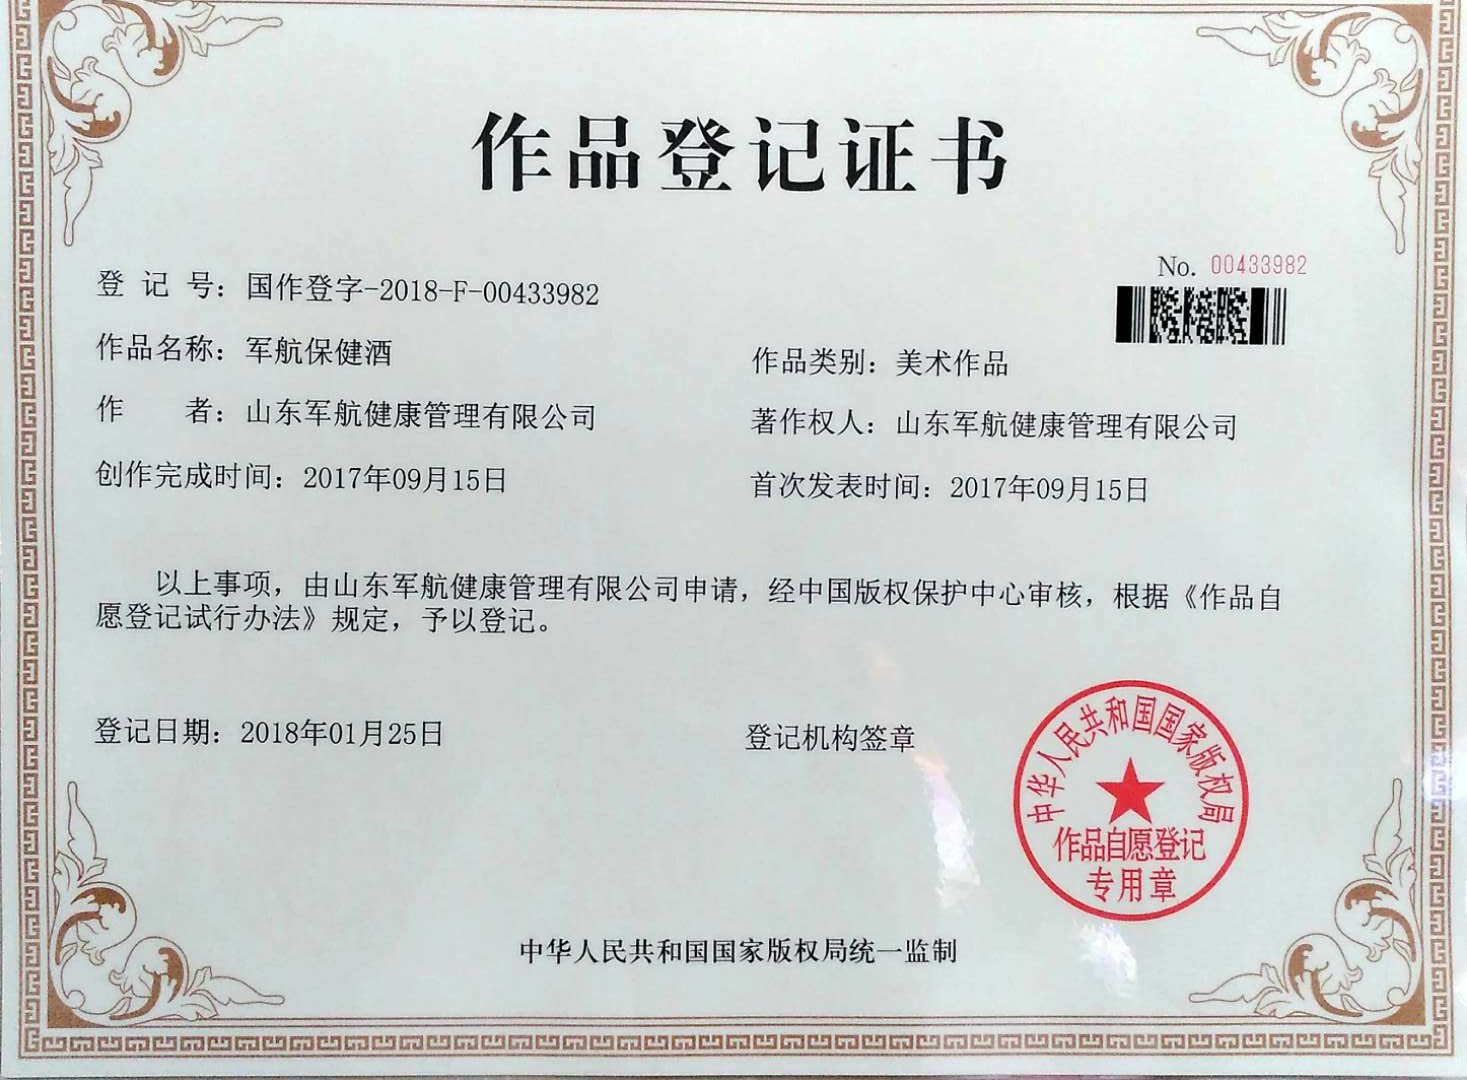 作品登记证书
No. 00433982
登 记 号：国作登字-2018-F-00433982
作品名称：军航保健酒
作品类别：美术作品
作 者：山东军航健康管理有限公司
著作权人：山东军航健康管理有限公司
创作完成时间：2017年09月15日
首次发表时间：2017年09月15日
以上事项，由山东军航健康管理有限公司申请，经中国版权保护中心审核，根据《作品自
愿登记试行办法》规定，予以登记。
登记日期：2018年01月25日
登记机构签章
中华人民共和国国家版权局
作品自愿登记
专用章
中华人民共和国国家版权局统一监制